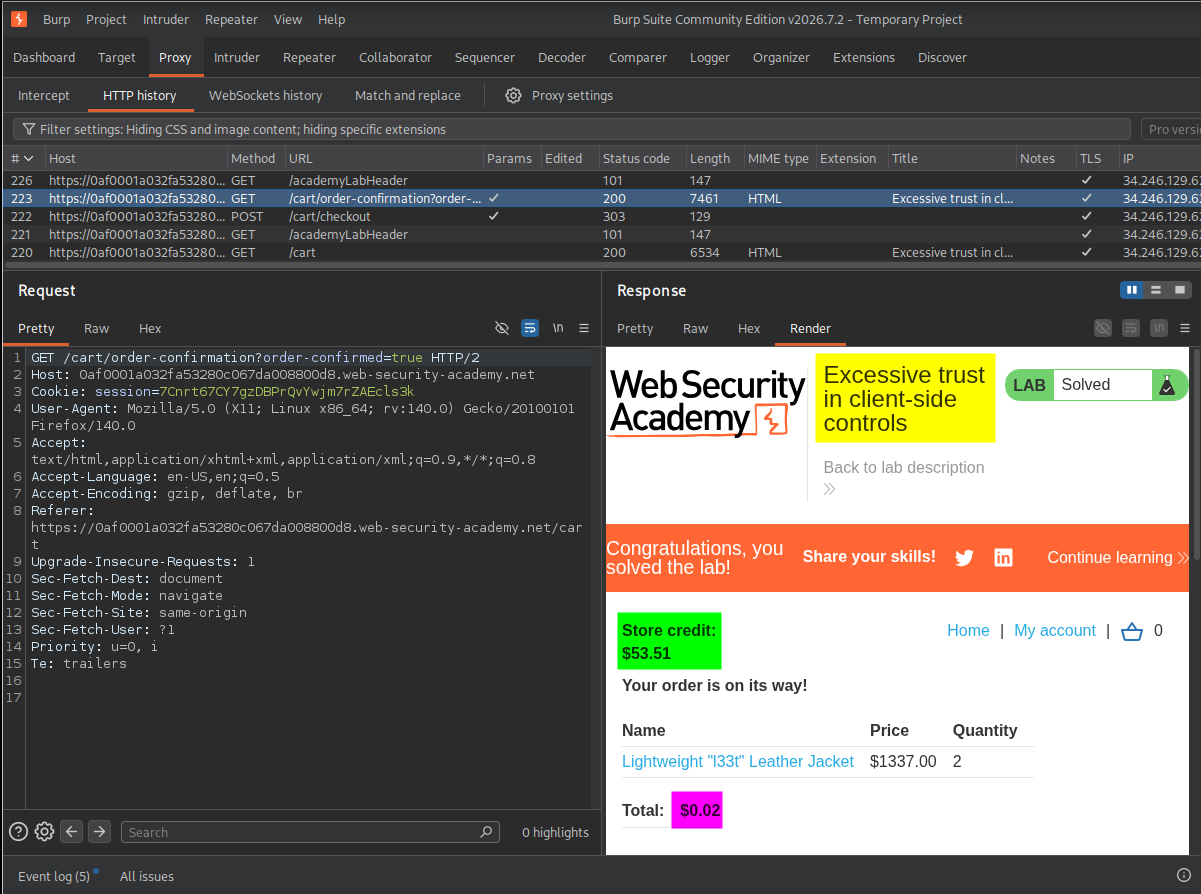 Burp Project Intruder Repeater View Help Burp Suite Community Edition v2026.7.2 - Temporary Project
Dashboard Target Proxy Intruder Repeater Collaborator Sequencer Decoder Comparer Logger Organizer Extensions Discover
Intercept HTTP history WebSockets history Match and replace Proxy settings
Filter settings: Hiding CSS and image content; hiding specific extensions
# Host Method URL Params Edited Status code Length MIME type Extension Title Notes TLS IP
226 https://0af0001a032fa53280... GET /academyLabHeader 101 147 ✓ 34.246.129.6
223 https://0af0001a032fa53280... GET /cart/order-confirmation?order-... ✓ 200 7461 HTML Excessive trust in cl... ✓ 34.246.129.6
222 https://0af0001a032fa53280... POST /cart/checkout ✓ 303 129 ✓ 34.246.129.6
221 https://0af0001a032fa53280... GET /academyLabHeader 101 147 ✓ 34.246.129.6
220 https://0af0001a032fa53280... GET /cart 200 6534 HTML Excessive trust in cl... ✓ 34.246.129.6
Request
Pretty Raw Hex \n
1 GET /cart/order-confirmation?order-confirmed=true HTTP/2
2 Host: 0af0001a032fa53280c067da008800d8.web-security-academy.net
3 Cookie: session=7Cnrt67CY7gzDBPrQvYwjm7rZAEcls3k
4 User-Agent: Mozilla/5.0 (X11; Linux x86_64; rv:140.0) Gecko/20100101
Firefox/140.0
5 Accept:
text/html,application/xhtml+xml,application/xml;q=0.9,*/*;q=0.8
6 Accept-Language: en-US,en;q=0.5
7 Accept-Encoding: gzip, deflate, br
8 Referer:
https://0af0001a032fa53280c067da008800d8.web-security-academy.net/car
t
9 Upgrade-Insecure-Requests: 1
10 Sec-Fetch-Dest: document
11 Sec-Fetch-Mode: navigate
12 Sec-Fetch-Site: same-origin
13 Sec-Fetch-User: ?1
14 Priority: u=0, i
15 Te: trailers
16
17
Search 0 highlights
Response
Pretty Raw Hex Render \n
Web Security
Academy
Excessive trust
in client-side
controls
LAB Solved
Back to lab description
Congratulations, you
solved the lab!
Share your skills! Continue learning
Store credit:
$53.51
Home | My account | 0
Your order is on its way!
Name Price Quantity
Lightweight "l33t" Leather Jacket $1337.00 2
Total: $0.02
Event log (5) All issues